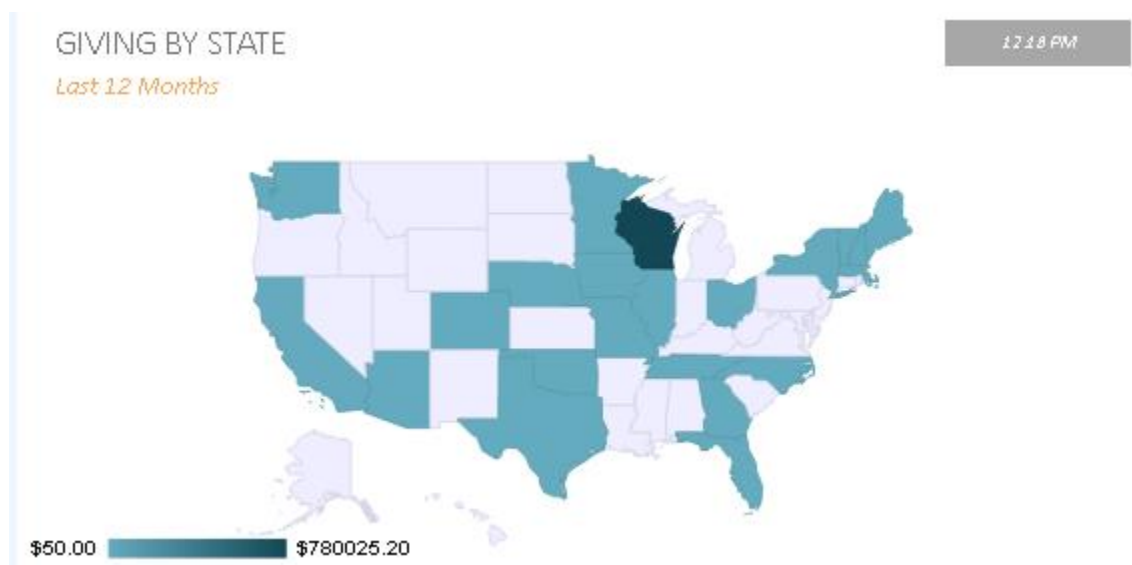 GIVING BY STATE
12:18 PM
Last 12 Months
$50.00
$780025.20